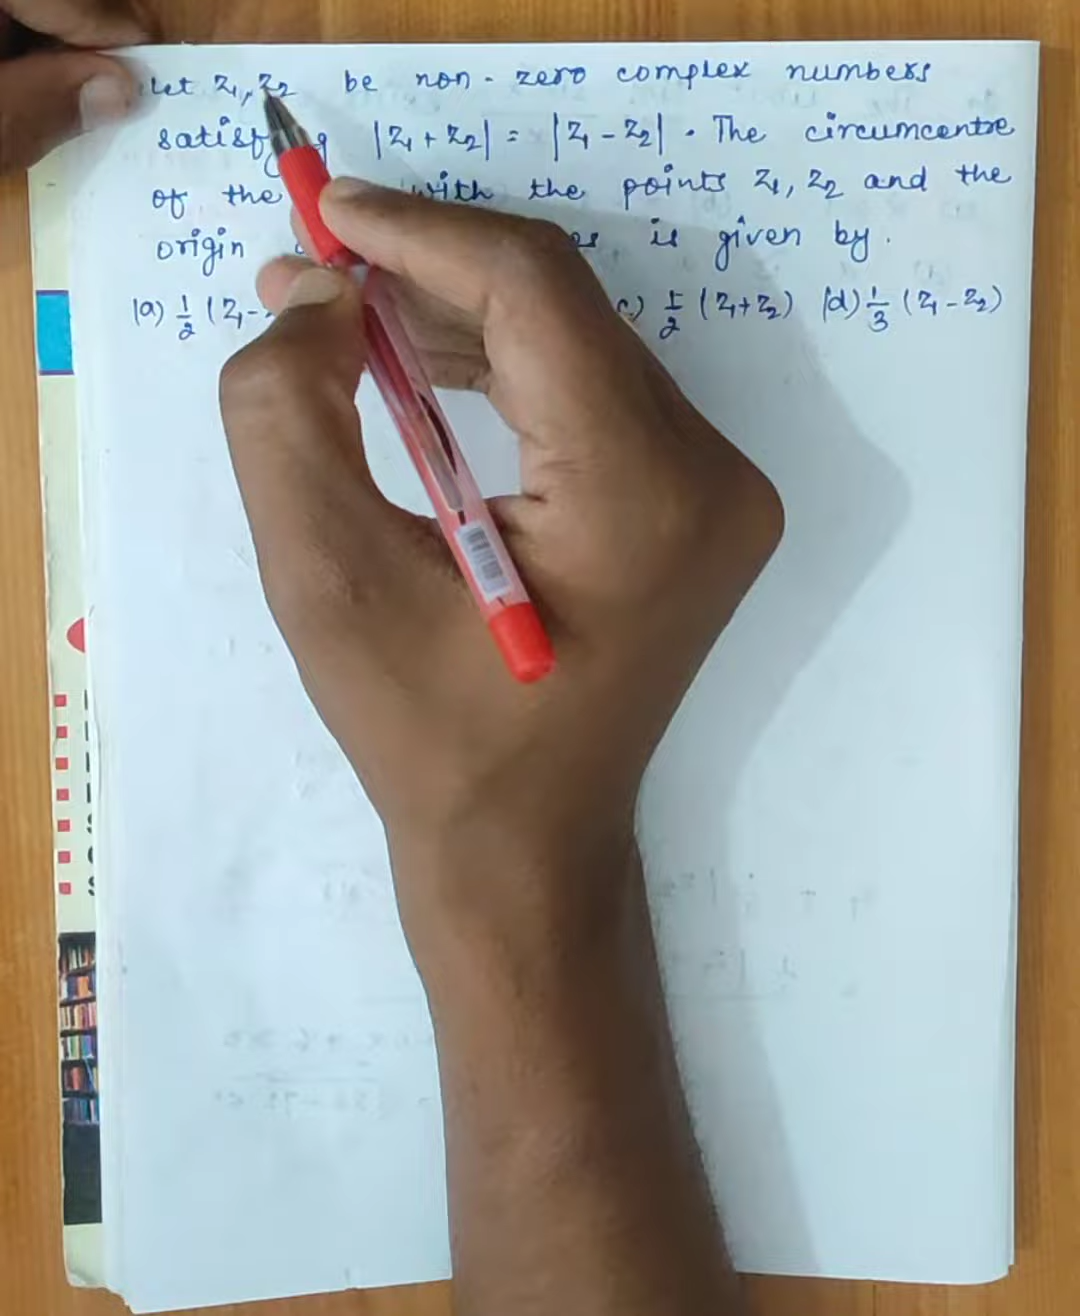 Let z₁, z₂ be non - zero complex numbers
|z₁ + z₂| = |z₁ - z₂| . The circumcentre
of the with the points z₁, z₂ and the
origin is given by.
(a) 1/2 (z₁ - c) 1/2 (z₁ + z₂) (d) 1/3 (z₁ - z₂)